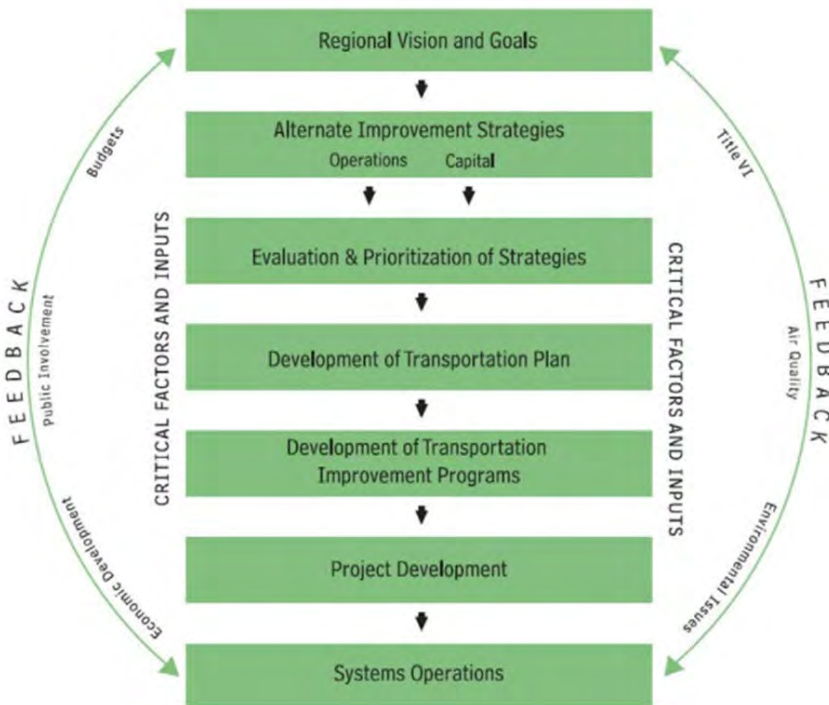 Regional Vision and Goals
Alternate Improvement Strategies
Operations Capital
Evaluation & Prioritization of Strategies
Development of Transportation Plan
Development of Transportation
Improvement Programs
Project Development
Systems Operations
FEEDBACK
Budgets
Public Involvement
Economic Development
CRITICAL FACTORS AND INPUTS
CRITICAL FACTORS AND INPUTS
Title VI
Air Quality
Environmental Issues
FEEDBACK